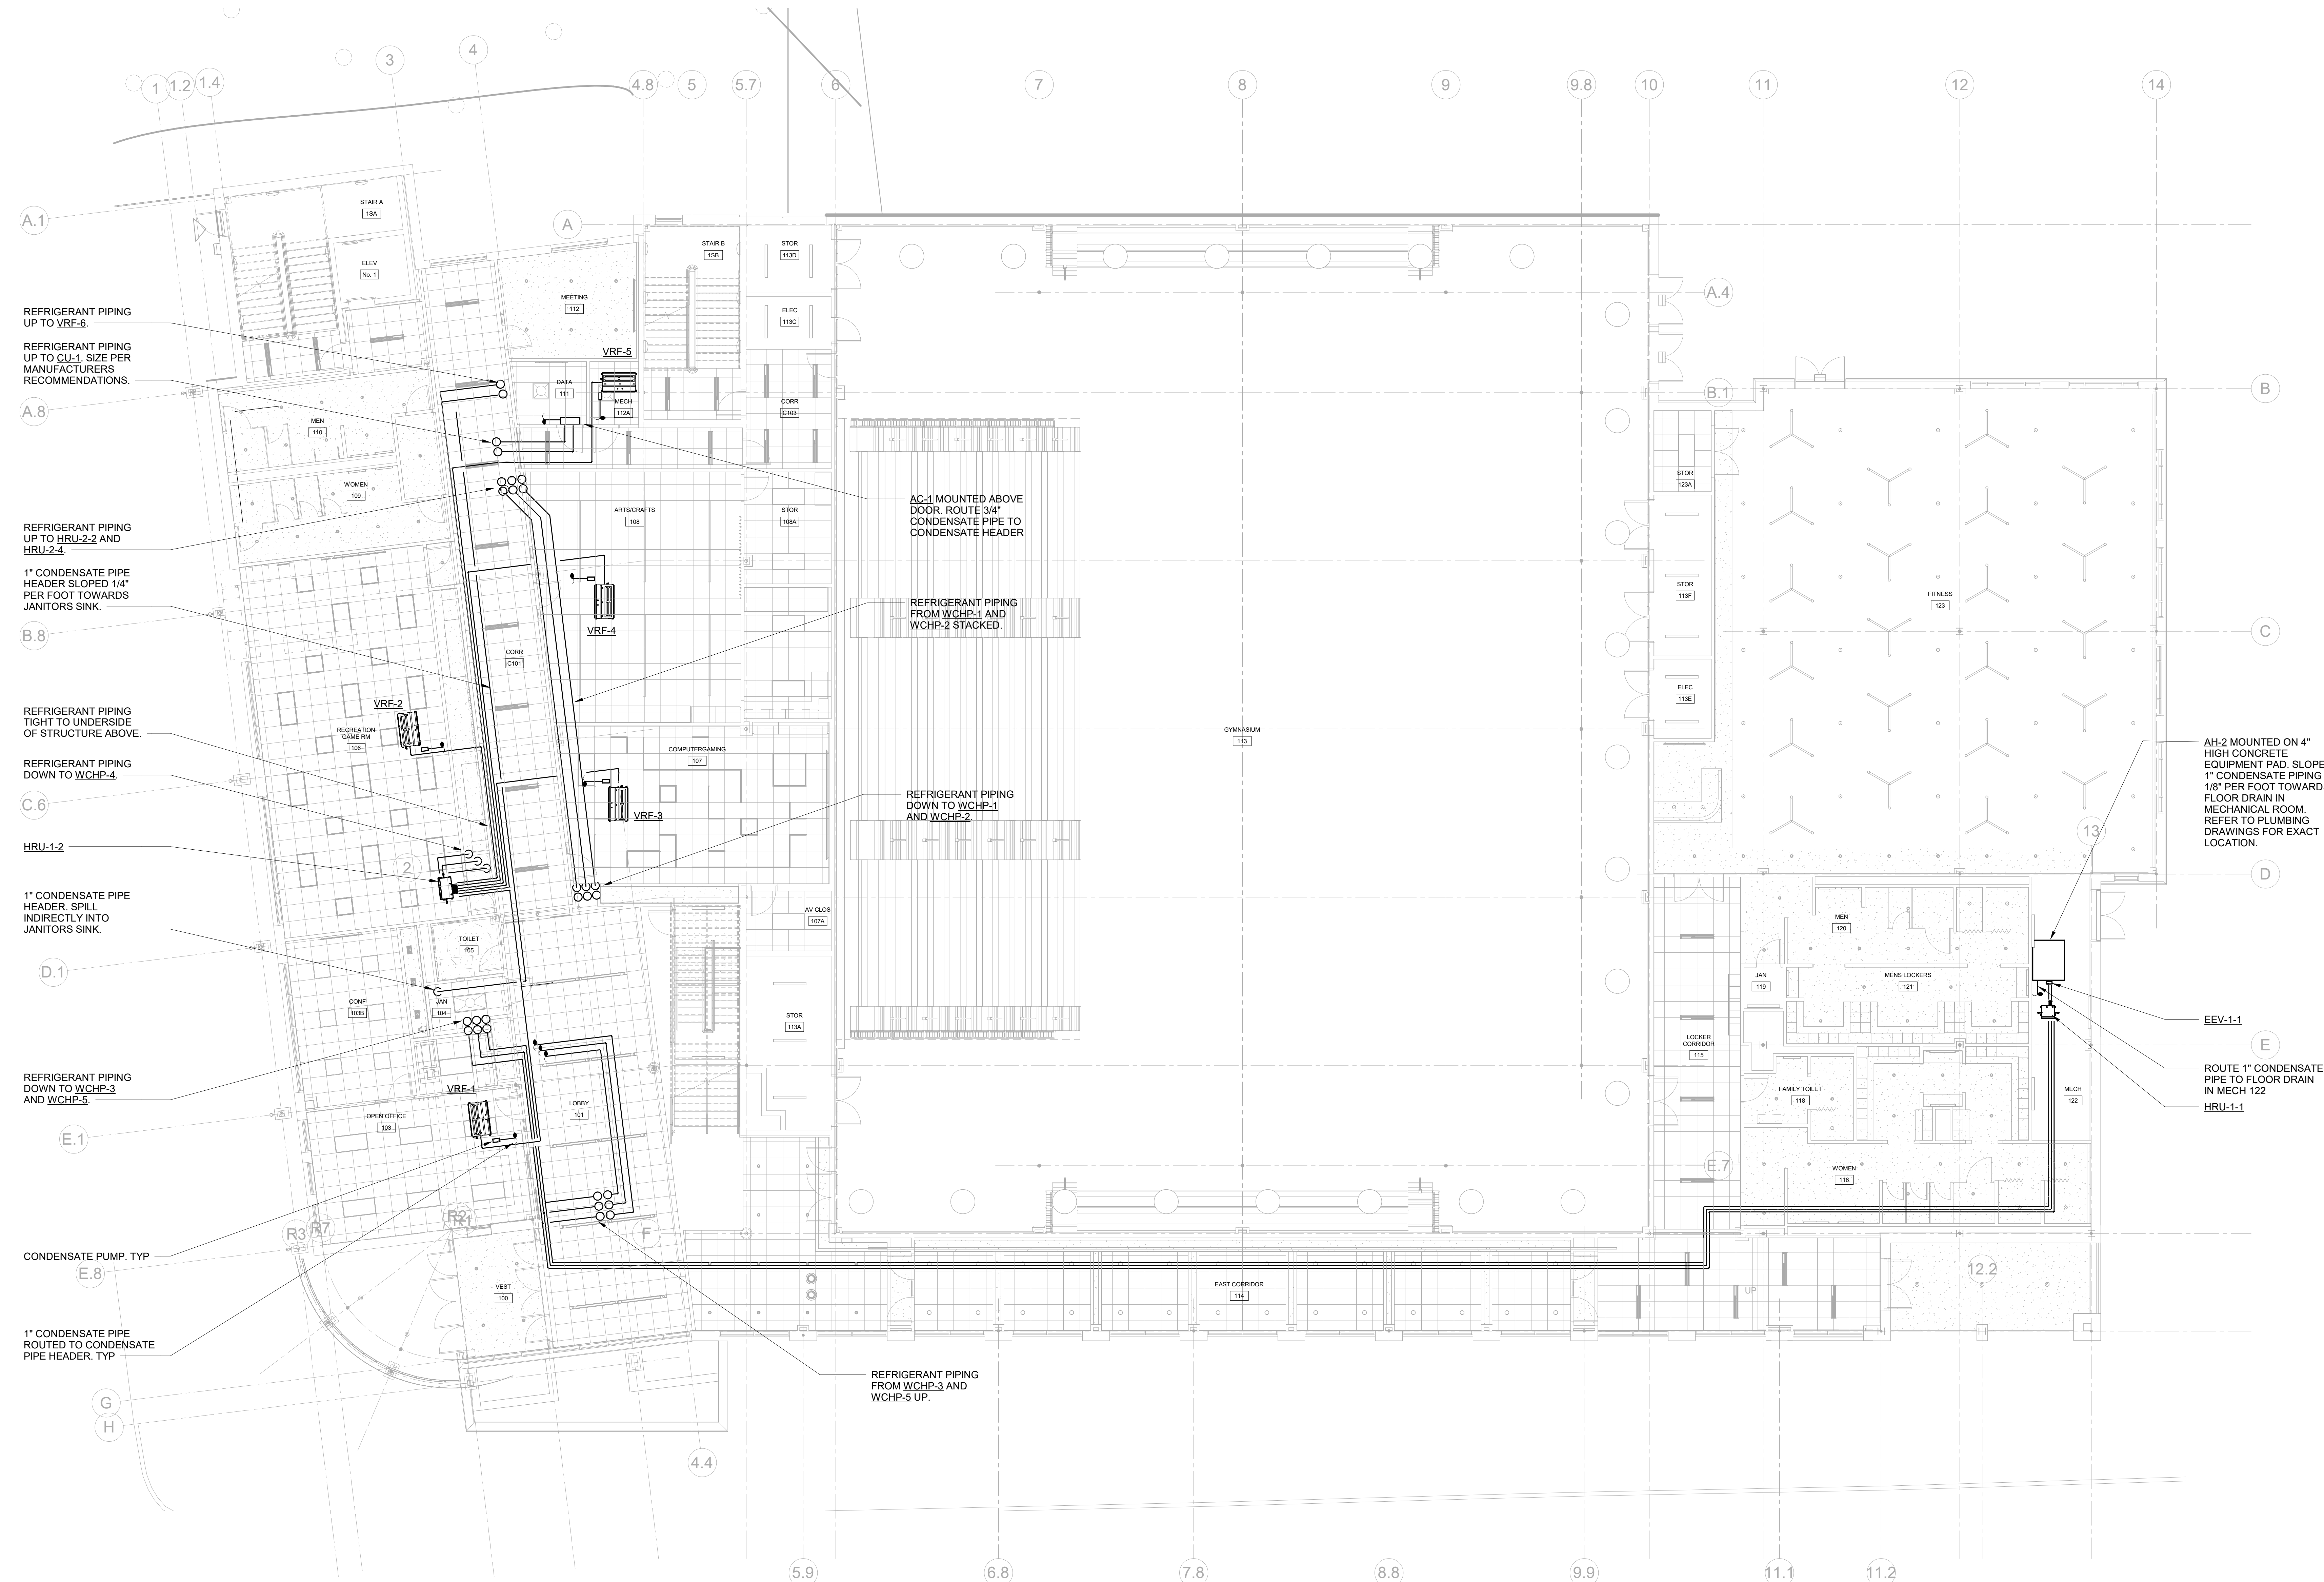 1
1.2
1.4
3
4
4.8
5
5.7
6
7
8
9
9.8
10
11
12
14
A.1
A
STAIR A
1SA
ELEV
No. 1
STAIR B
1SB
STOR
113D
MEETING
112
ELEC
113C
A.4
REFRIGERANT PIPING
UP TO VRF-6.
REFRIGERANT PIPING
UP TO CU-1. SIZE PER
MANUFACTURERS
RECOMMENDATIONS.
VRF-5
DATA
111
MECH
112A
CORR
C103
B.1
B
A.8
MEN
110
WOMEN
109
STOR
123A
AC-1 MOUNTED ABOVE
DOOR. ROUTE 3/4"
CONDENSATE PIPE TO
CONDENSATE HEADER
ARTS/CRAFTS
108
STOR
108A
REFRIGERANT PIPING
UP TO HRU-2-2 AND
HRU-2-4.
1" CONDENSATE PIPE
HEADER SLOPED 1/4"
PER FOOT TOWARDS
JANITORS SINK.
STOR
113F
FITNESS
123
REFRIGERANT PIPING
FROM WCHP-1 AND
WCHP-2 STACKED.
VRF-4
B.8
C
CORR
C101
ELEC
113E
VRF-2
REFRIGERANT PIPING
TIGHT TO UNDERSIDE
OF STRUCTURE ABOVE.
RECREATION
GAME RM
106
GYMNASIUM
113
COMPUTERGAMING
107
AH-2 MOUNTED ON 4"
HIGH CONCRETE
EQUIPMENT PAD. SLOPE
1" CONDENSATE PIPING
1/8" PER FOOT TOWARD
FLOOR DRAIN IN
MECHANICAL ROOM.
REFER TO PLUMBING
DRAWINGS FOR EXACT
LOCATION.
REFRIGERANT PIPING
DOWN TO WCHP-4.
C.6
REFRIGERANT PIPING
DOWN TO WCHP-1
AND WCHP-2.
VRF-3
13
HRU-1-2
2
D
1" CONDENSATE PIPE
HEADER. SPILL
INDIRECTLY INTO
JANITORS SINK.
AV CLOS
107A
MEN
120
TOILET
105
D.1
JAN
119
MENS LOCKERS
121
CONF
103B
JAN
104
STOR
113A
EEV-1-1
LOCKER
CORRIDOR
115
E
REFRIGERANT PIPING
DOWN TO WCHP-3
AND WCHP-5.
VRF-1
ROUTE 1" CONDENSATE
PIPE TO FLOOR DRAIN
IN MECH 122
FAMILY TOILET
118
MECH
122
HRU-1-1
LOBBY
101
OPEN OFFICE
103
E.1
E.7
WOMEN
116
R3
R7
R2
R1
F
CONDENSATE PUMP. TYP
E.8
VEST
100
EAST CORRIDOR
114
UP
12.2
1" CONDENSATE PIPE
ROUTED TO CONDENSATE
PIPE HEADER. TYP
REFRIGERANT PIPING
FROM WCHP-3 AND
WCHP-5 UP.
G
H
4.4
5.9
6.8
7.8
8.8
9.9
11.1
11.2